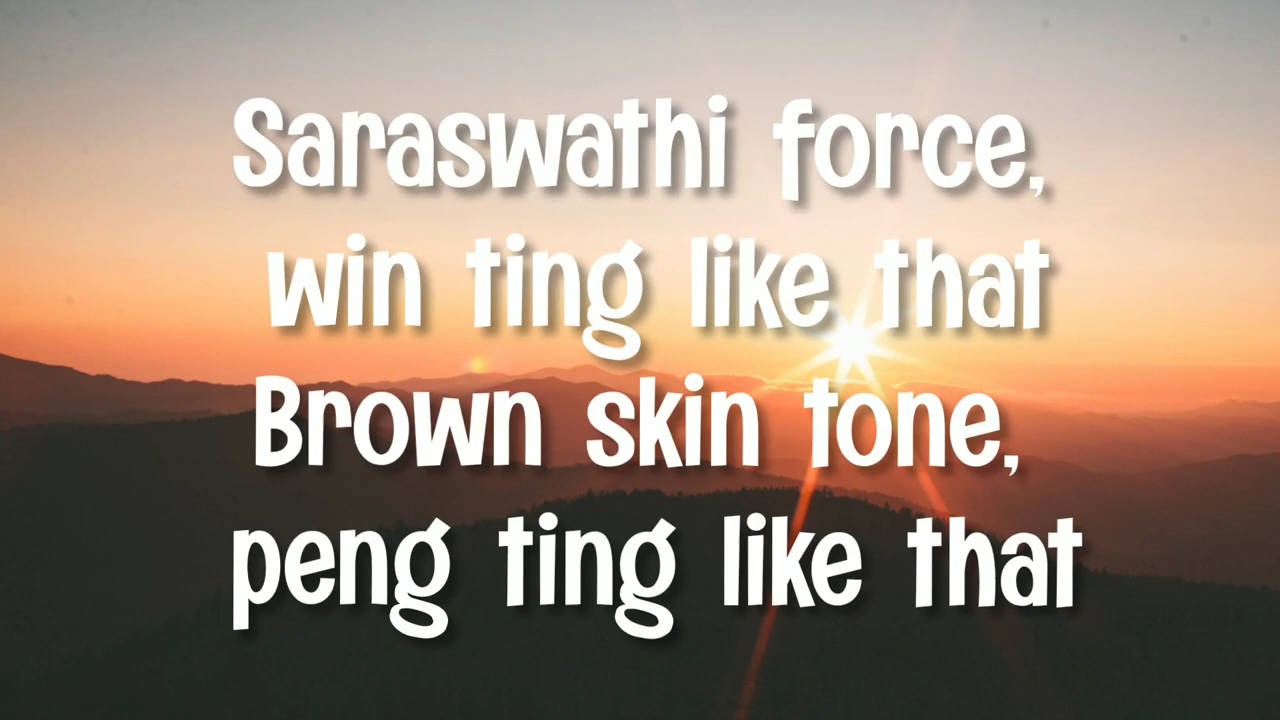 Saraswathi force,
win ting like that
Brown skin tone,
peng ting like that